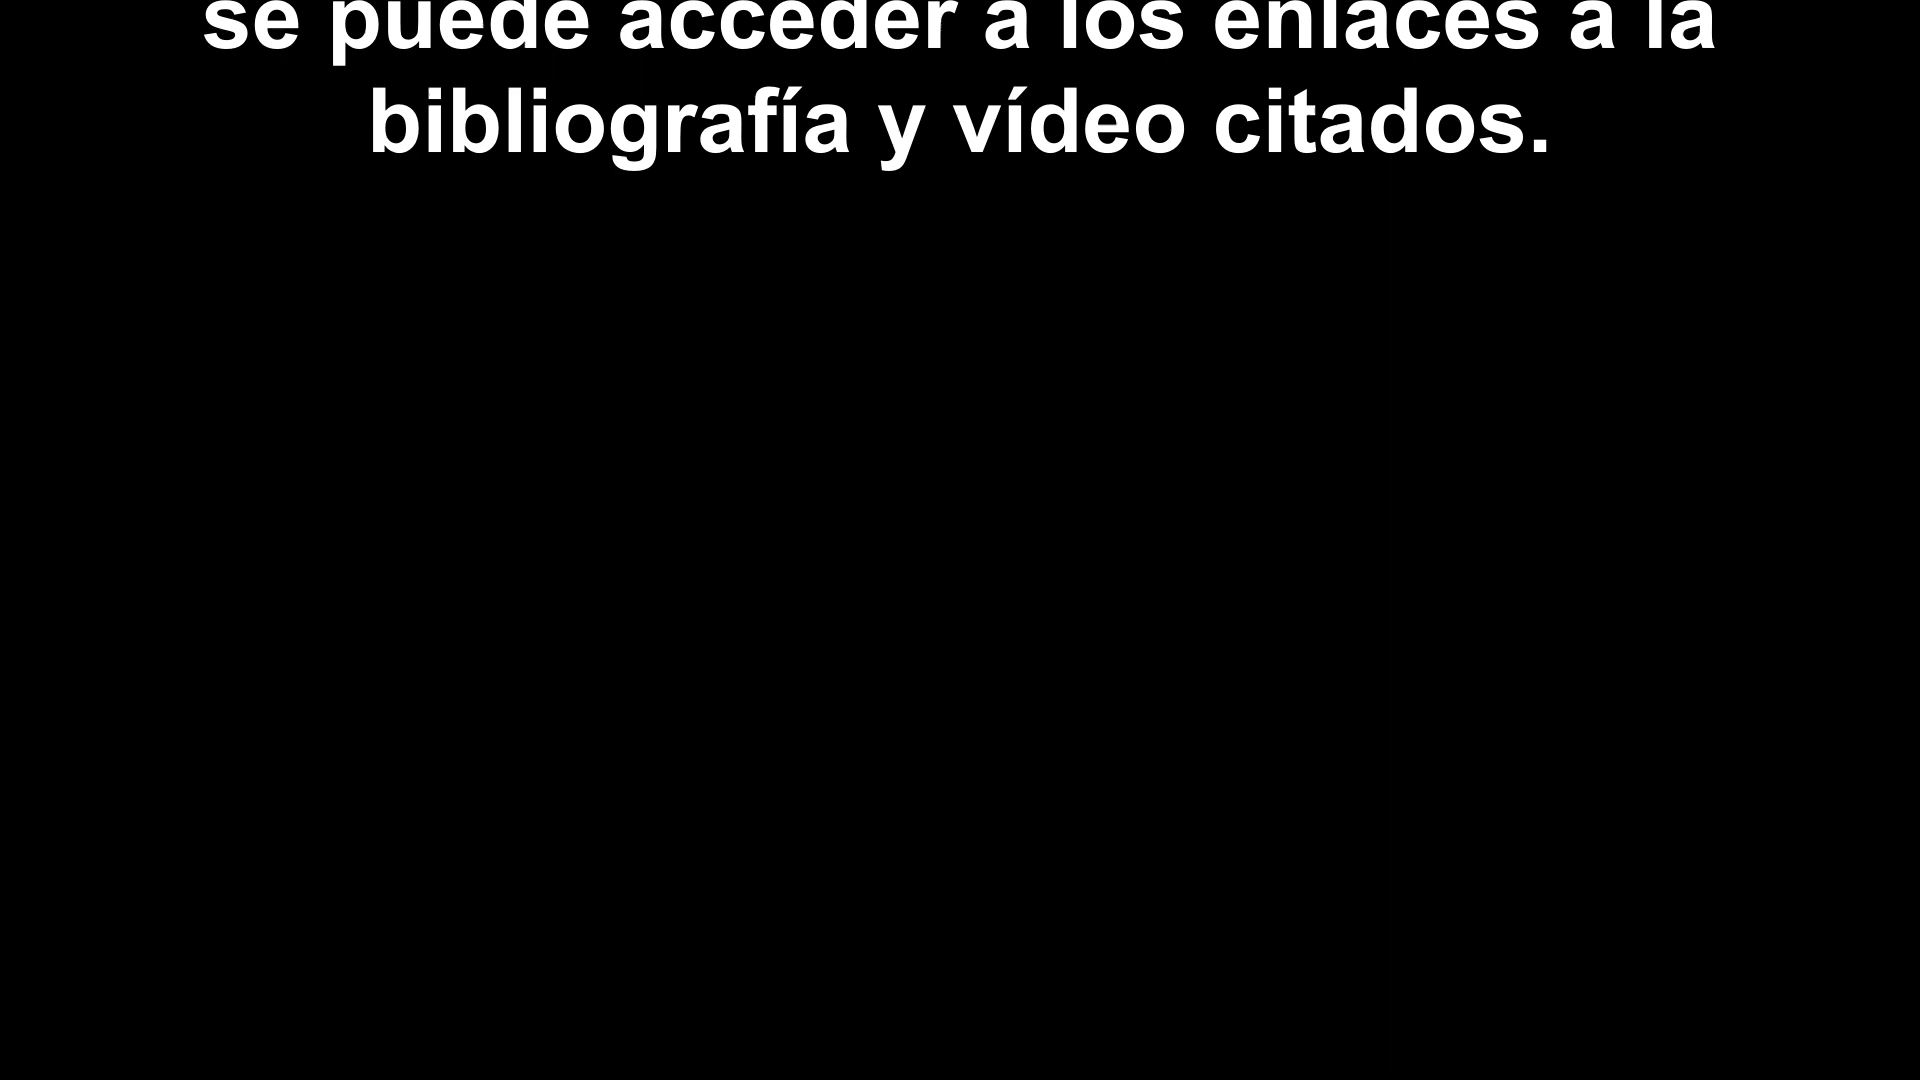 se puede acceder a los enlaces a la
bibliografía y vídeo citados.